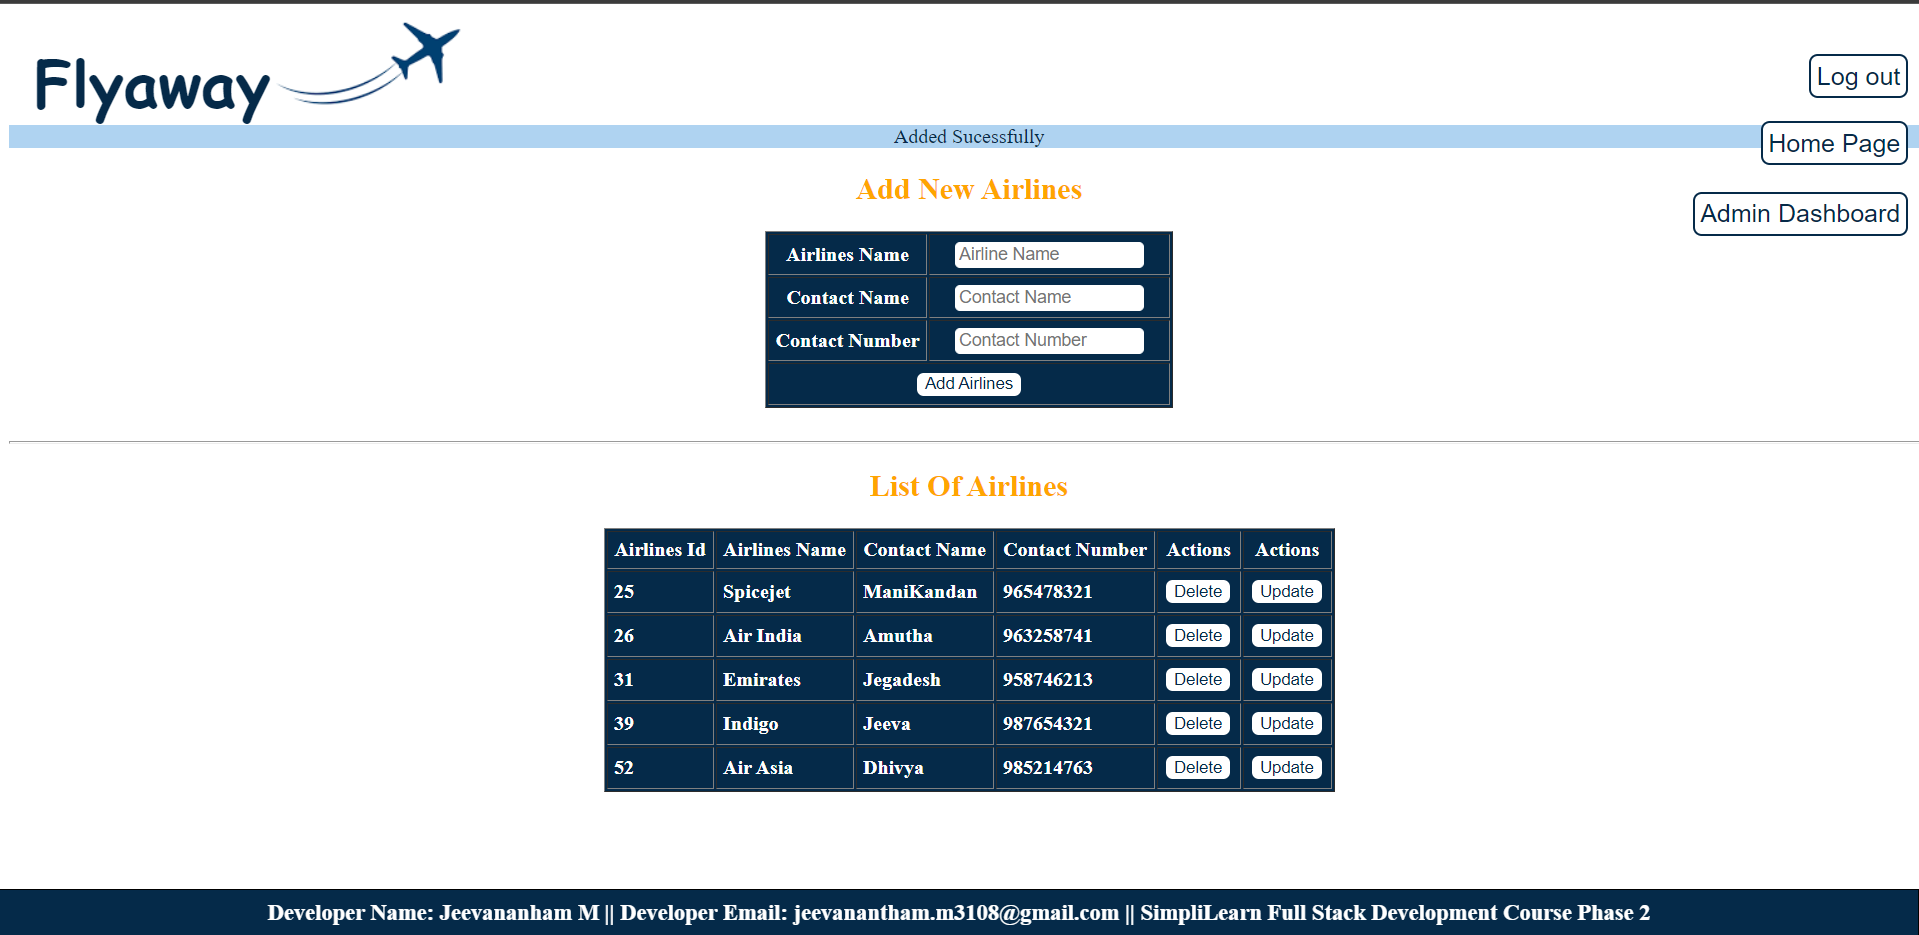 Flyaway
Log out
Added Sucessfully
Home Page
Add New Airlines
Admin Dashboard
Airlines Name Airline Name
Contact Name Contact Name
Contact Number Contact Number
Add Airlines
List Of Airlines
Airlines Id Airlines Name Contact Name Contact Number Actions Actions
25 Spicejet ManiKandan 965478321 Delete Update
26 Air India Amutha 963258741 Delete Update
31 Emirates Jegadesh 958746213 Delete Update
39 Indigo Jeeva 987654321 Delete Update
52 Air Asia Dhivya 985214763 Delete Update
Developer Name: Jeevananham M || Developer Email: jeevanantham.m3108@gmail.com || SimpliLearn Full Stack Development Course Phase 2